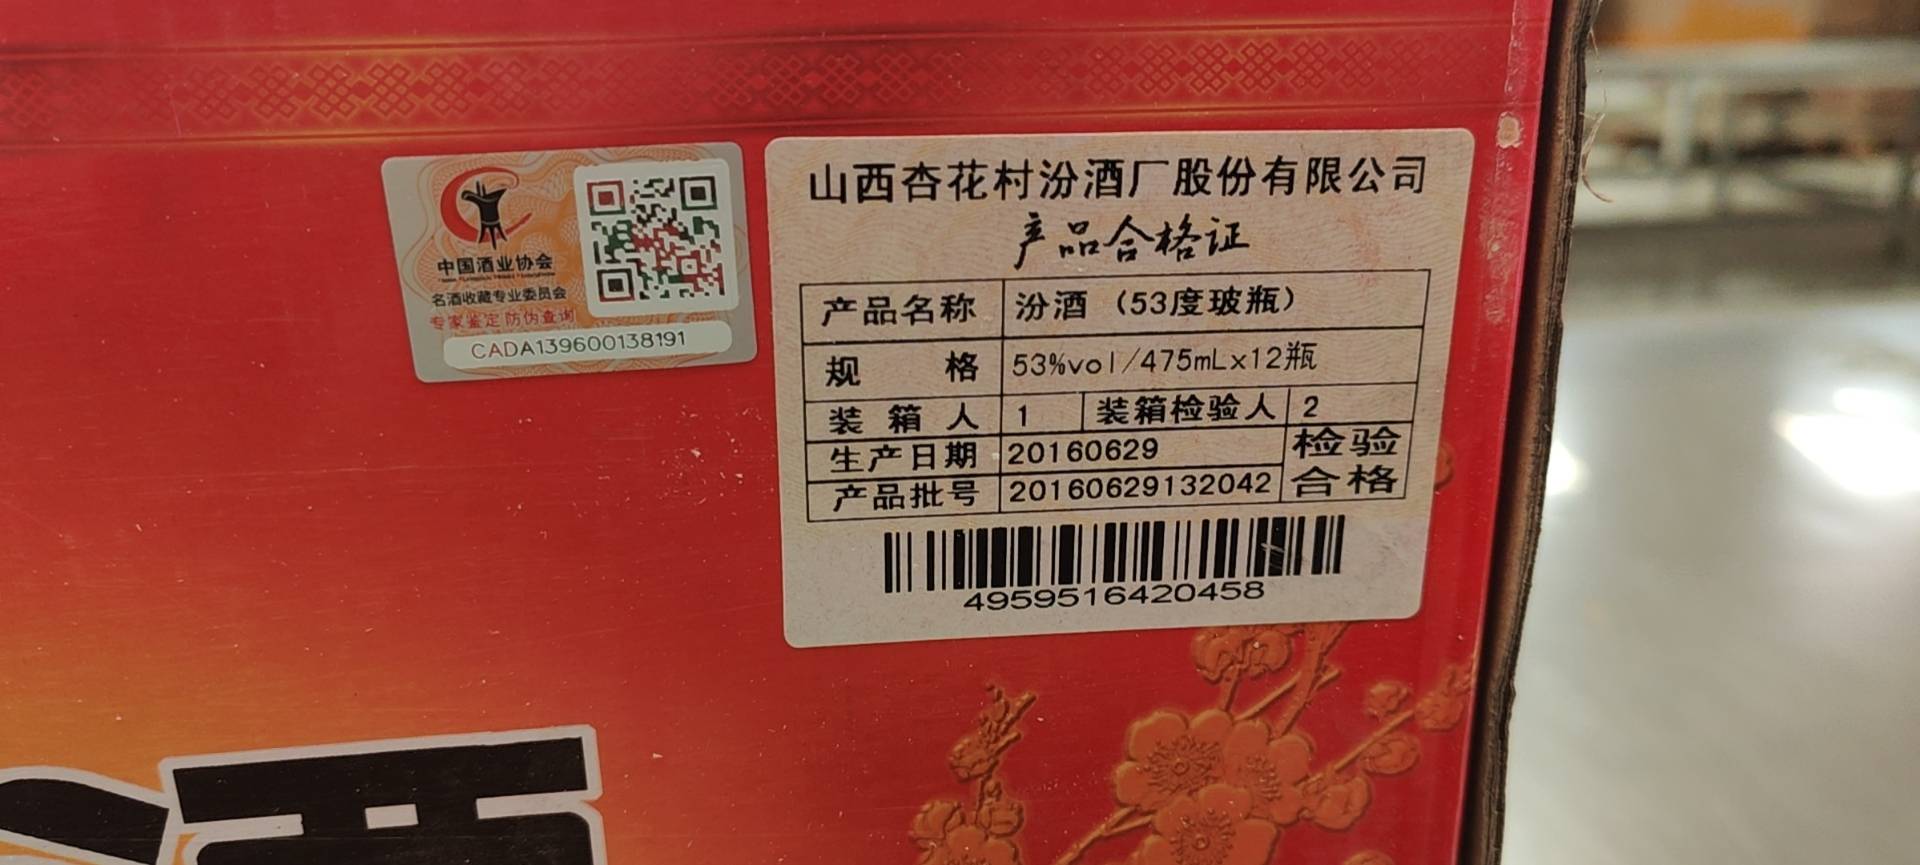 中国酒业协会
名酒收藏专业委员会
专家鉴定 防伪查询
CADA139600138191
山西杏花村汾酒厂股份有限公司
产品合格证
产品名称 汾酒（53度玻瓶）
规 格 53%vol/475mLx12瓶
装 箱 人 1 装箱检验人 2
生产日期 20160629 检验
产品批号 20160629132042 合格
4959516420458